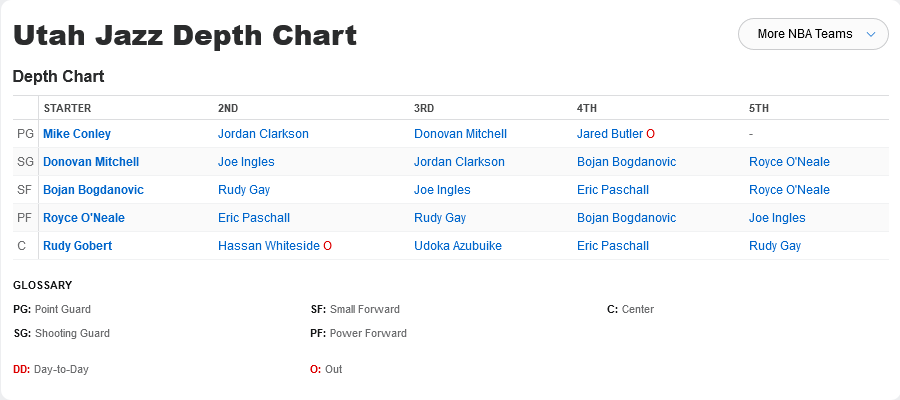 Utah Jazz Depth Chart
More NBA Teams
Depth Chart
STARTER 2ND 3RD 4TH 5TH
PG Mike Conley Jordan Clarkson Donovan Mitchell Jared Butler O -
SG Donovan Mitchell Joe Ingles Jordan Clarkson Bojan Bogdanovic Royce O'Neale
SF Bojan Bogdanovic Rudy Gay Joe Ingles Eric Paschall Royce O'Neale
PF Royce O'Neale Eric Paschall Rudy Gay Bojan Bogdanovic Joe Ingles
C Rudy Gobert Hassan Whiteside O Udoka Azubuike Eric Paschall Rudy Gay
GLOSSARY
PG: Point Guard SF: Small Forward C: Center
SG: Shooting Guard PF: Power Forward
DD: Day-to-Day O: Out